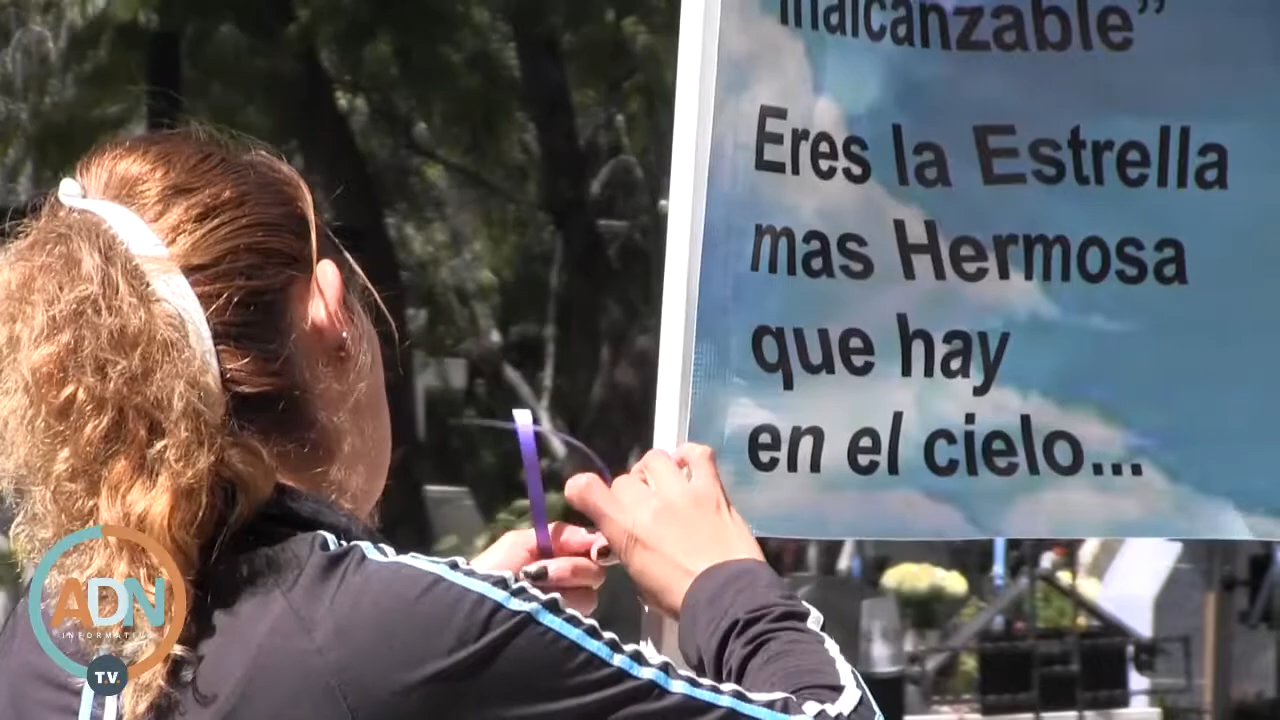 inalcanzable”
Eres la Estrella
mas Hermosa
que hay
en el cielo...
ADN
INFORMATIVO
T.V.